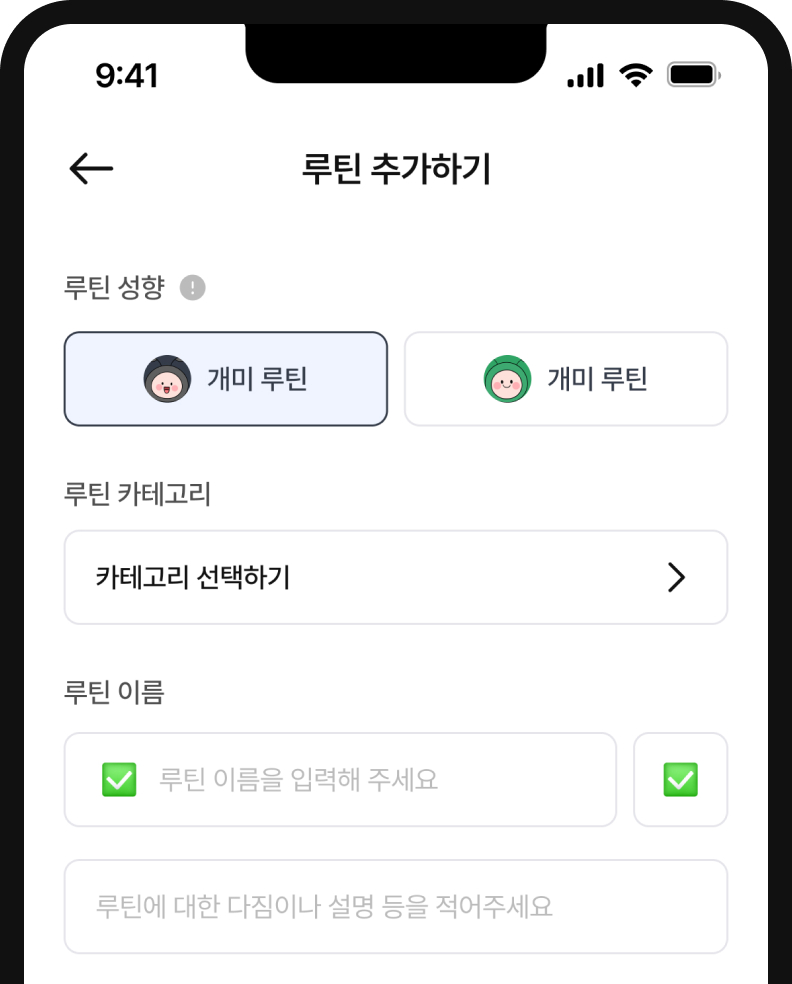 9:41
루틴 추가하기
루틴 성향
개미 루틴 개미 루틴
루틴 카테고리
카테고리 선택하기
루틴 이름
루틴 이름을 입력해 주세요
루틴에 대한 다짐이나 설명 등을 적어주세요